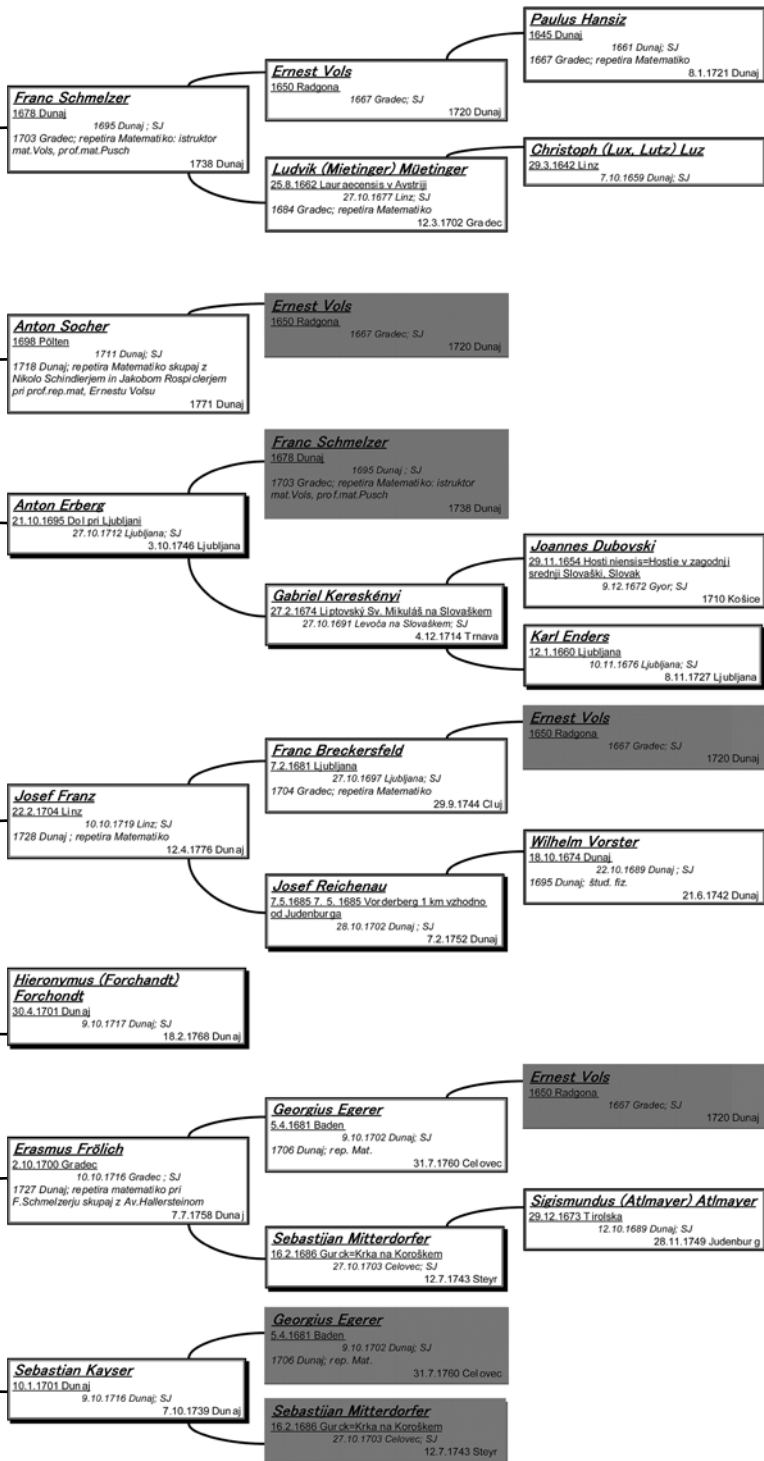 Paulus Hansiz
1645 Dunaj
1661 Dunaj; SJ
1667 Gradec; repetira Matematiko
8.1.1721 Dunaj
Ernest Vols
1650 Radgona
1667 Gradec; SJ
1720 Dunaj
Franc Schmelzer
1678 Dunaj
1695 Dunaj ; SJ
1703 Gradec; repetira Matematiko: istruktor
mat.Vols, prof.mat.Pusch
1738 Dunaj
Christoph (Lux, Lutz) Luz
29.3.1642 Linz
7.10.1659 Dunaj; SJ
Ludvik (Mietinger) Müetinger
25.8.1662 Lauraecensis v Avstriji
27.10.1677 Linz; SJ
1684 Gradec; repetira Matematiko
12.3.1702 Gradec
Ernest Vols
1650 Radgona
1667 Gradec; SJ
1720 Dunaj
Anton Socher
1698 Pölten
1711 Dunaj; SJ
1718 Dunaj; repetira Matematiko skupaj z
Nikolo Schindlerjem in Jakobom Rospiclerjem
pri prof.rep.mat, Ernestu Volsu
1771 Dunaj
Franc Schmelzer
1678 Dunaj
1695 Dunaj ; SJ
1703 Gradec; repetira Matematiko: istruktor
mat.Vols, prof.mat.Pusch
1738 Dunaj
Anton Erberg
21.10.1695 Dol pri Ljubljani
27.10.1712 Ljubljana; SJ
3.10.1746 Ljubljana
Joannes Dubovski
29.11.1654 Hostiniensis=Hostie v zagodnji
srednji Slovaški, Slovak
9.12.1672 Gyor; SJ
1710 Košice
Gabriel Kereskényi
27.2.1674 Liptovský Sv. Mikuláš na Slovaškem
27.10.1691 Levoča na Slovaškem; SJ
4.12.1714 Trnava
Karl Enders
12.1.1660 Ljubljana
10.11.1676 Ljubljana; SJ
8.11.1727 Ljubljana
Ernest Vols
1650 Radgona
1667 Gradec; SJ
1720 Dunaj
Franc Breckersfeld
7.2.1681 Ljubljana
27.10.1697 Ljubljana; SJ
1704 Gradec; repetira Matematiko
29.9.1744 Cluj
Josef Franz
22.2.1704 Linz
10.10.1719 Linz; SJ
1728 Dunaj ; repetira Matematiko
12.4.1776 Dunaj
Wilhelm Vorster
18.10.1674 Dunaj
22.10.1689 Dunaj ; SJ
1695 Dunaj; štud. fiz.
21.6.1742 Dunaj
Josef Reichenau
7.5.1685 7. 5. 1685 Vorderberg 1 km vzhodno
od Judenburga
28.10.1702 Dunaj ; SJ
7.2.1752 Dunaj
Hieronymus (Forchandt)
Forchondt
30.4.1701 Dunaj
9.10.1717 Dunaj; SJ
18.2.1768 Dunaj
Ernest Vols
1650 Radgona
1667 Gradec; SJ
1720 Dunaj
Georgius Egerer
5.4.1681 Baden
9.10.1702 Dunaj; SJ
1706 Dunaj; rep. Mat.
31.7.1760 Celovec
Erasmus Frölich
2.10.1700 Gradec
10.10.1716 Gradec ; SJ
1727 Dunaj; repetira matematiko pri
F.Schmelzerju skupaj z Av.Hallersteinom
7.7.1758 Dunaj
Sigismundus (Atlmayer) Atlmayer
29.12.1673 Tirolska
12.10.1689 Dunaj; SJ
28.11.1749 Judenburg
Sebastijan Mitterdorfer
16.2.1686 Gurck=Krka na Koroškem
27.10.1703 Celovec; SJ
12.7.1743 Steyr
Georgius Egerer
5.4.1681 Baden
9.10.1702 Dunaj; SJ
1706 Dunaj; rep. Mat.
31.7.1760 Celovec
Sebastian Kayser
10.1.1701 Dunaj
9.10.1716 Dunaj; SJ
7.10.1739 Dunaj
Sebastijan Mitterdorfer
16.2.1686 Gurck=Krka na Koroškem
27.10.1703 Celovec; SJ
12.7.1743 Steyr